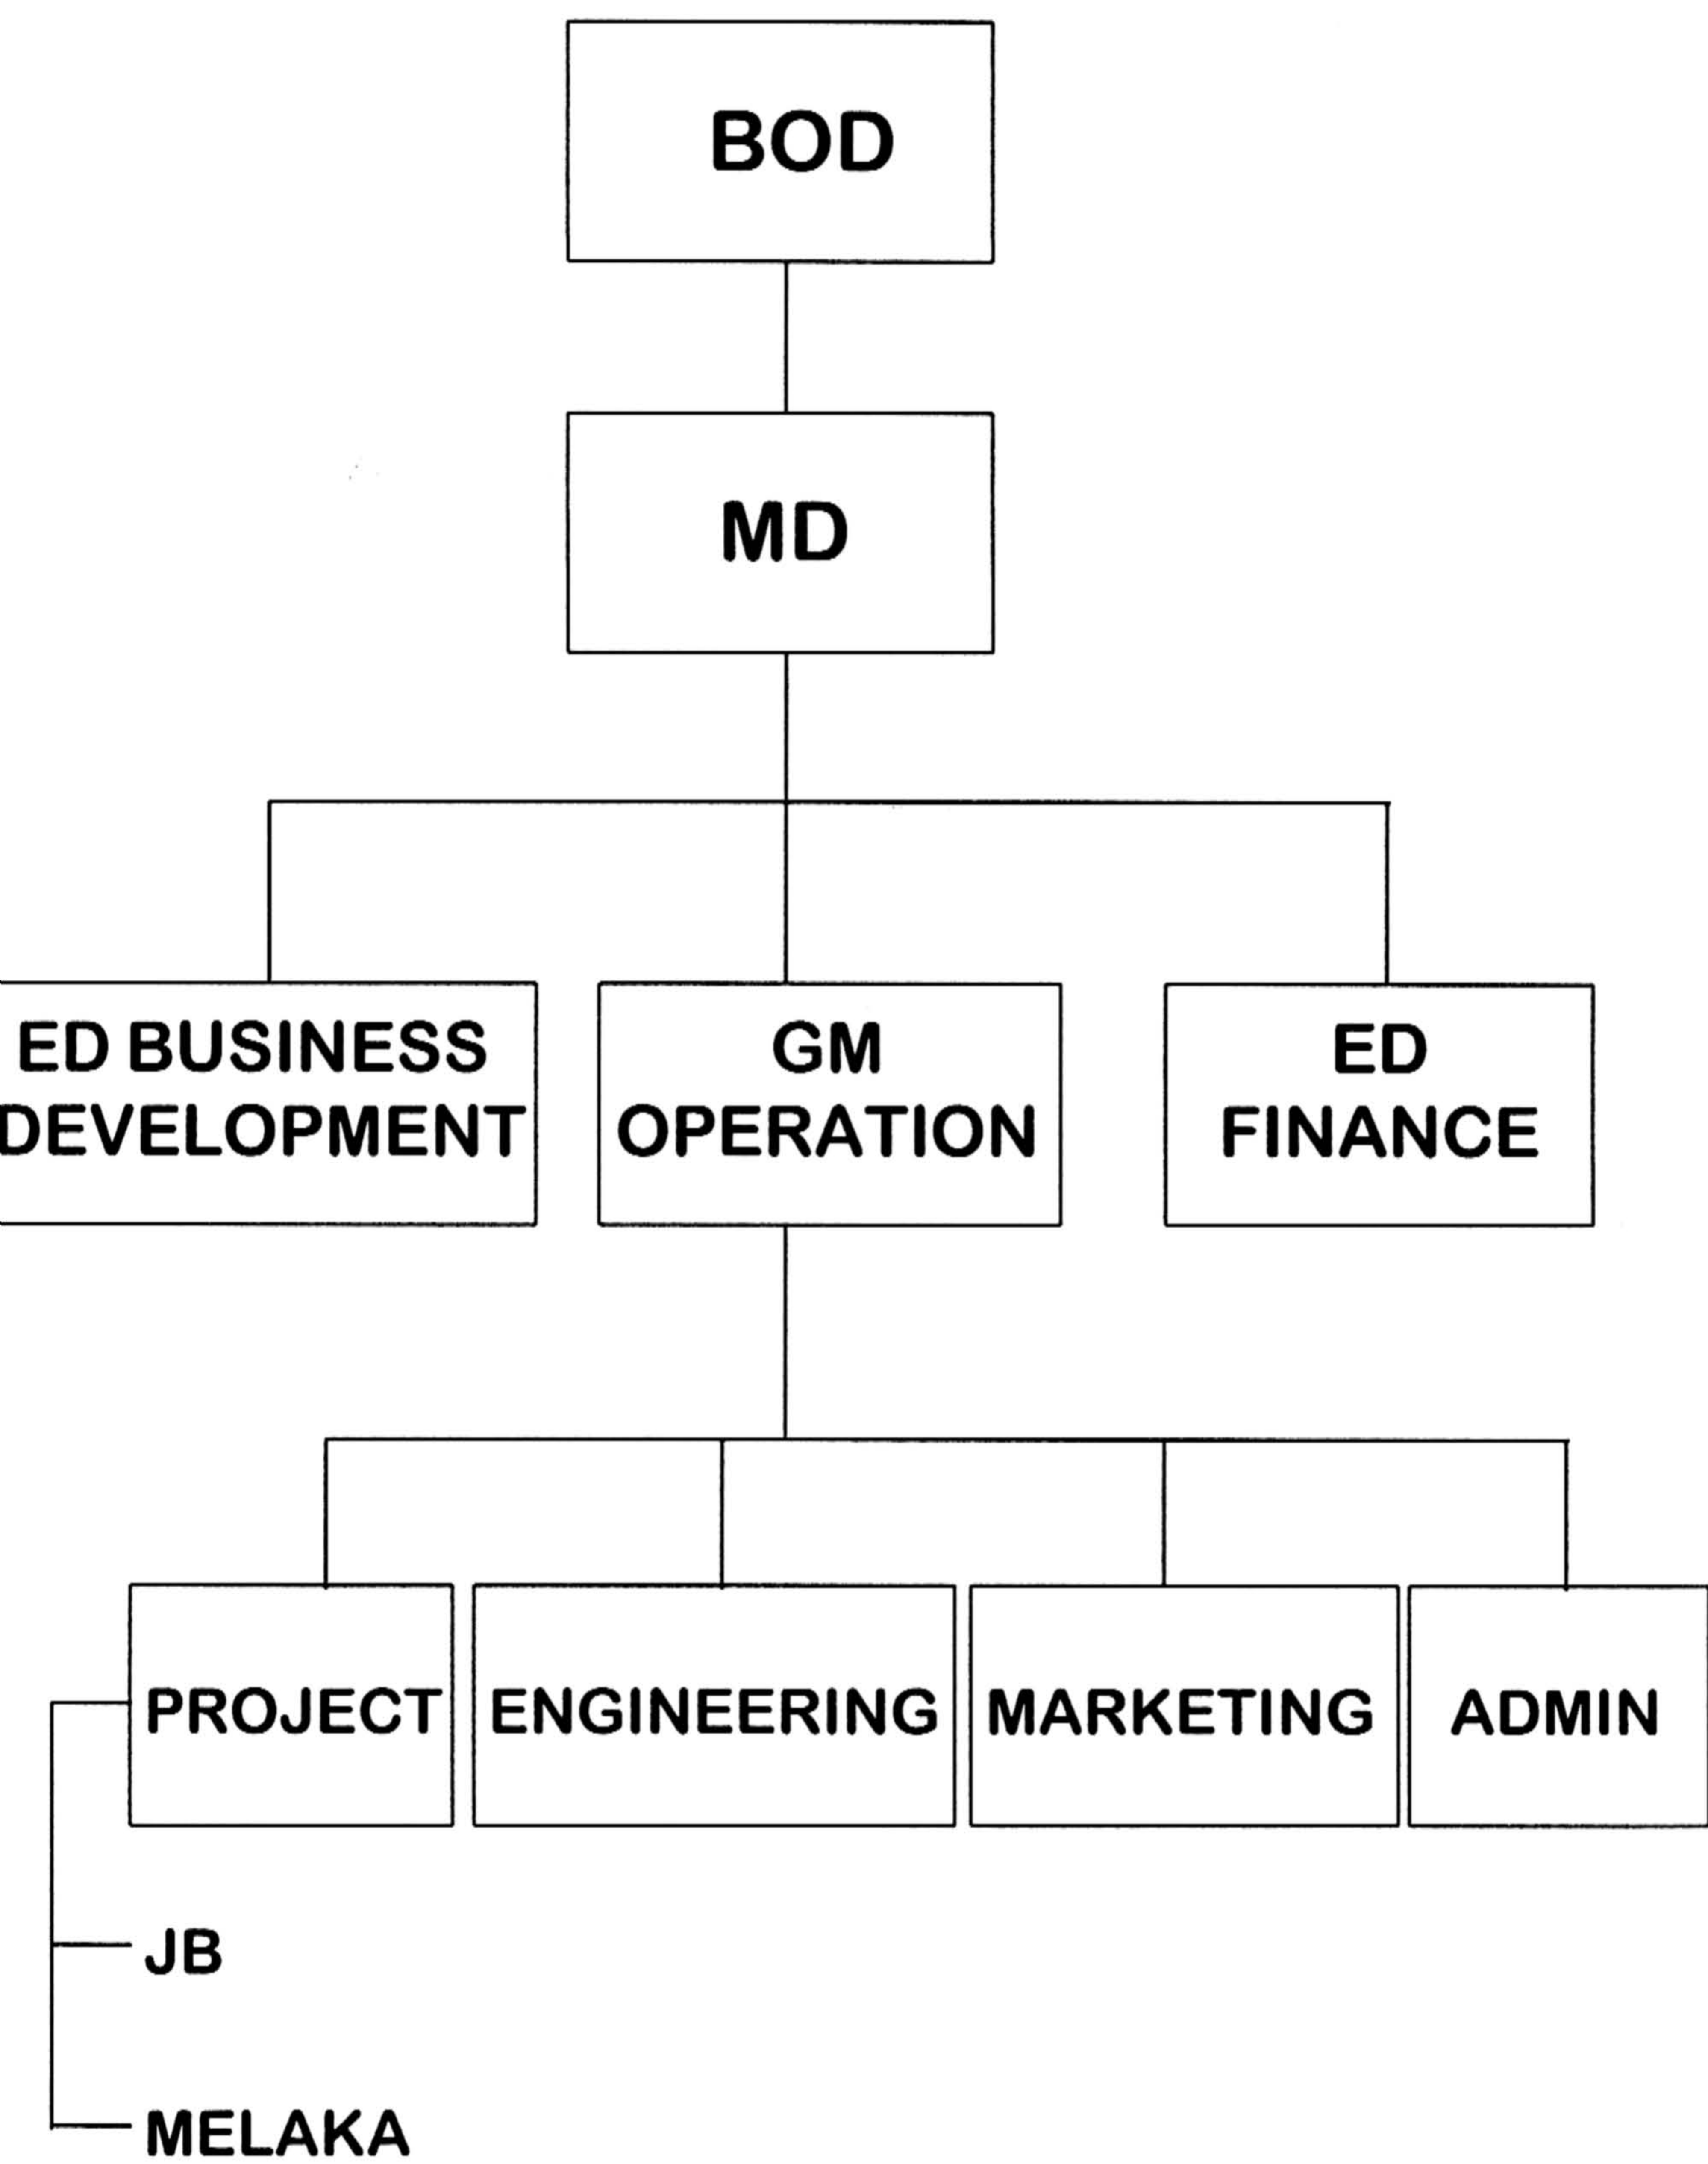 BOD
MD
ED BUSINESS
DEVELOPMENT
GM
OPERATION
ED
FINANCE
PROJECT
ENGINEERING
MARKETING
ADMIN
JB
MELAKA